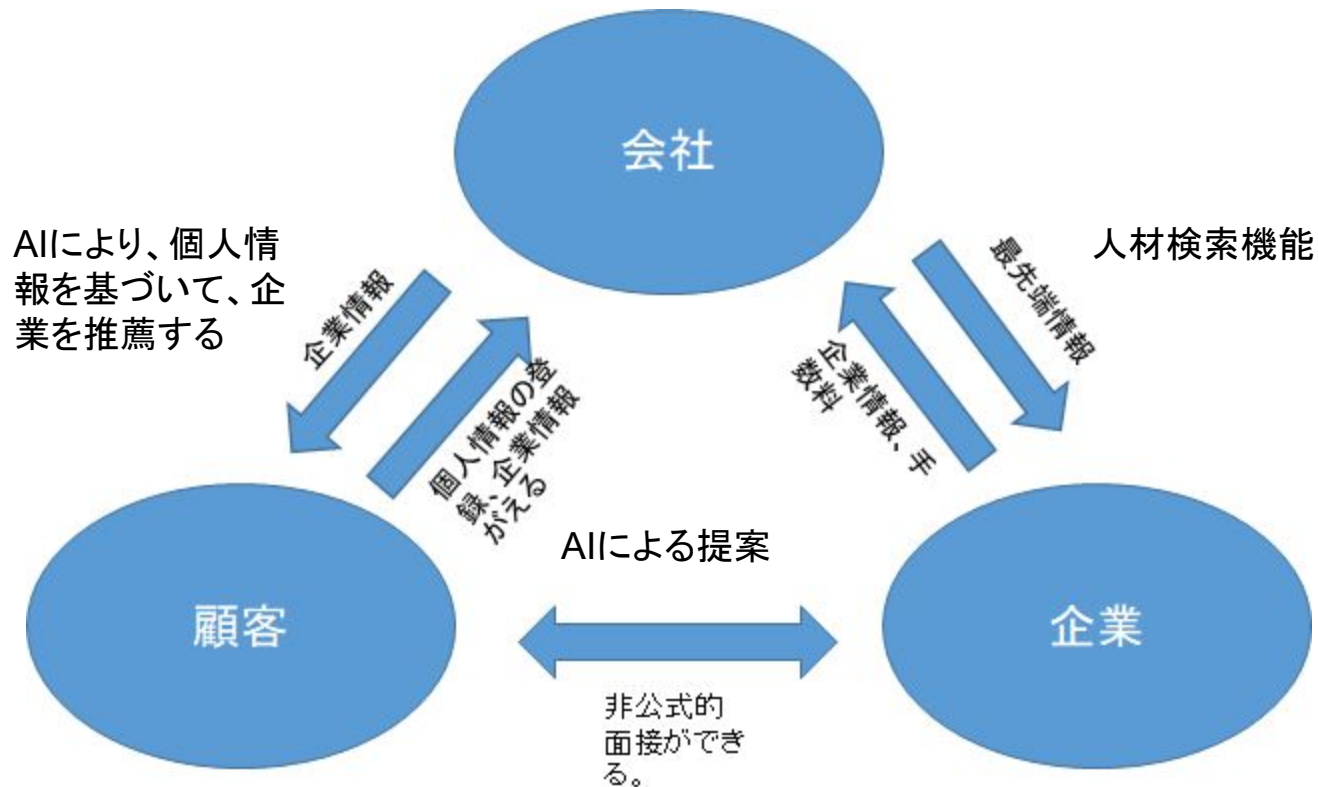 会社
AIにより、個人情
報を基づいて、企
業を推薦する
人材検索機能
企業情報
個人情報の登
録、企業情報
がえる
最先端情報
企業情報、手
数料
AIによる提案
顧客
企業
非公式的
面接ができ
る。